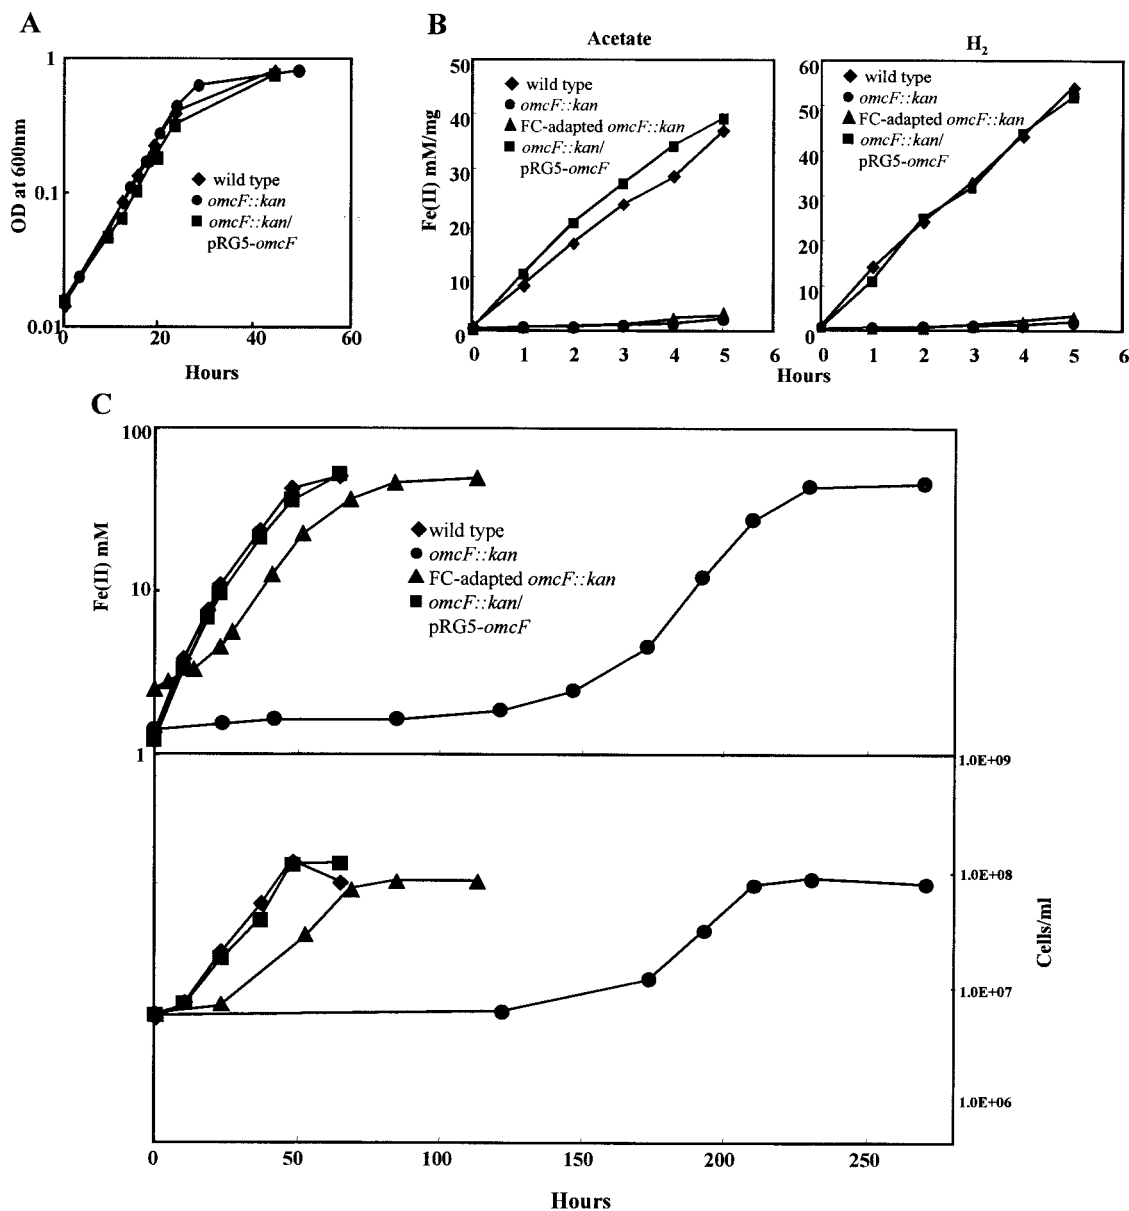 A
OD at 600nm
1
0.1
0.01
0
20
40
60
Hours
wild type
omcF::kan
omcF::kan/
pRG5-omcF
B
Acetate
Fe(II) mM/mg
50
40
30
20
10
0
0
1
2
3
4
5
6
wild type
omcF::kan
FC-adapted omcF::kan
omcF::kan/
pRG5-omcF
H2
60
50
40
30
20
10
0
0
1
2
3
4
5
6
wild type
omcF::kan
FC-adapted omcF::kan
omcF::kan/
pRG5-omcF
Hours
C
Fe(II) mM
100
10
1
wild type
omcF::kan
FC-adapted omcF::kan
omcF::kan/
pRG5-omcF
1.0E+09
1.0E+08
1.0E+07
1.0E+06
Cells/ml
0
50
100
150
200
250
Hours